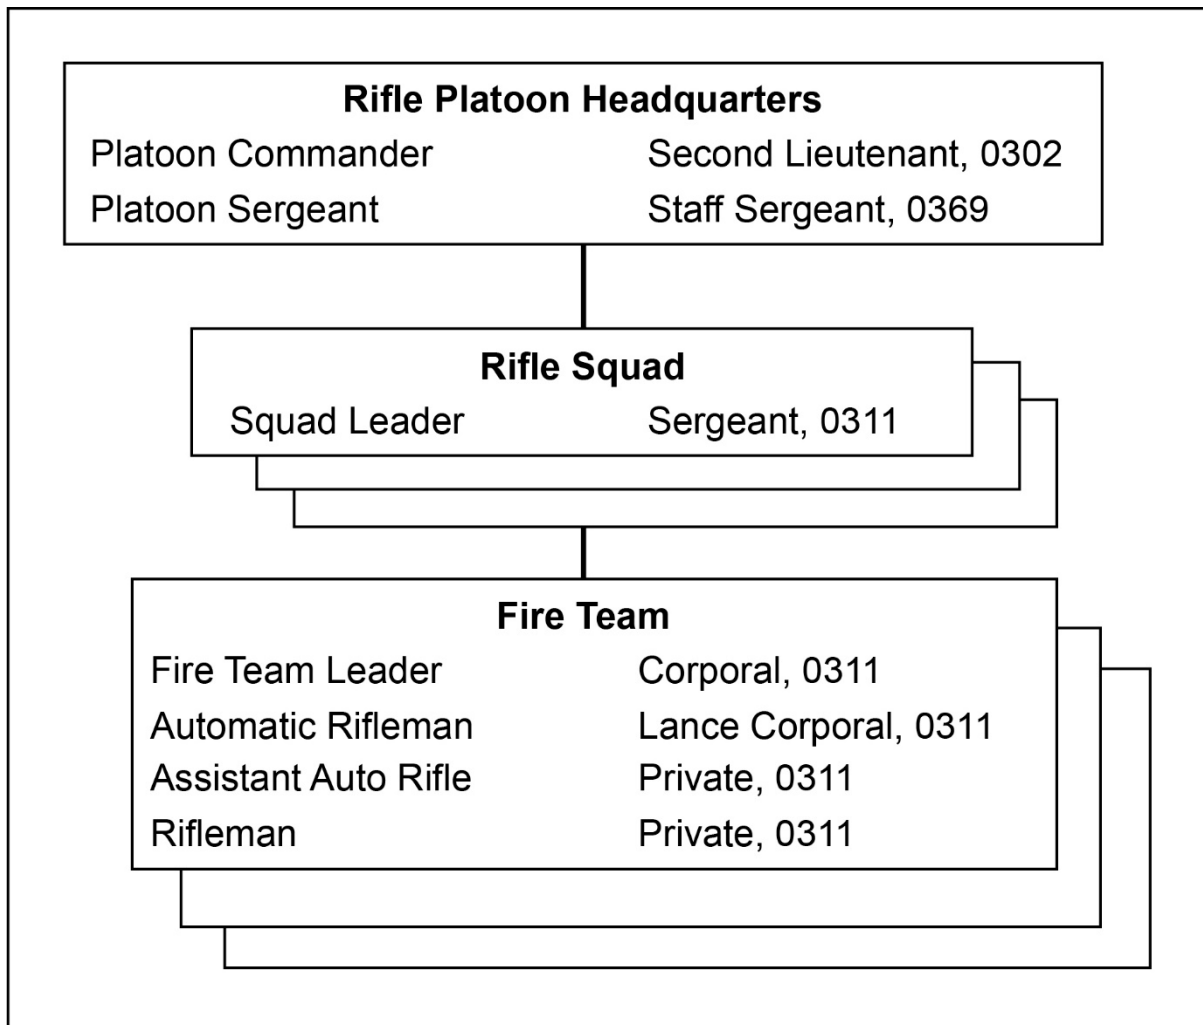 Rifle Platoon Headquarters
Platoon Commander Second Lieutenant, 0302
Platoon Sergeant Staff Sergeant, 0369
Rifle Squad
Squad Leader Sergeant, 0311
Fire Team
Fire Team Leader Corporal, 0311
Automatic Rifleman Lance Corporal, 0311
Assistant Auto Rifle Private, 0311
Rifleman Private, 0311